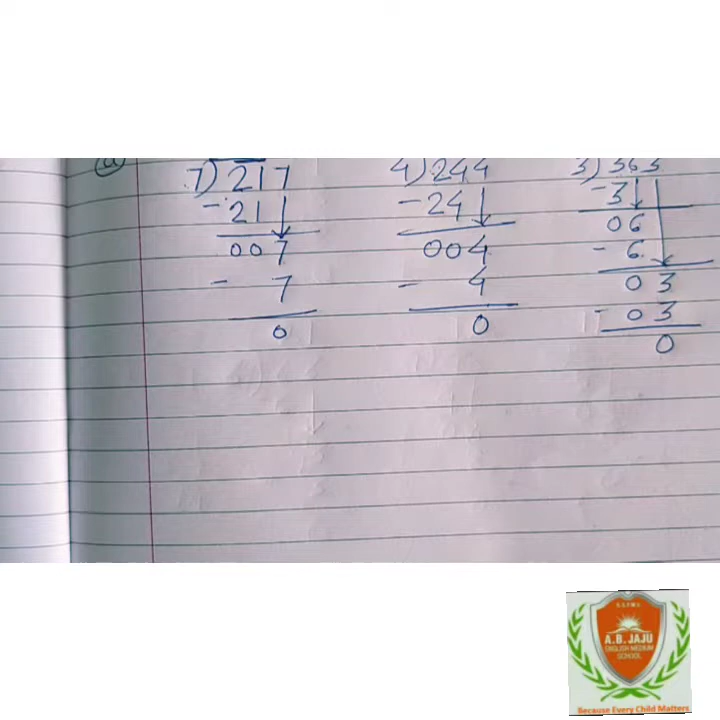 (a)
7) 217 4) 244 3) 363
- 21 - 24 - 3
007 004 06
- 7 - 4 - 6
0 0 03
- 03
0
A.B. JAJU
ENGLISH MEDIUM
SCHOOL
Because Every Child Matters